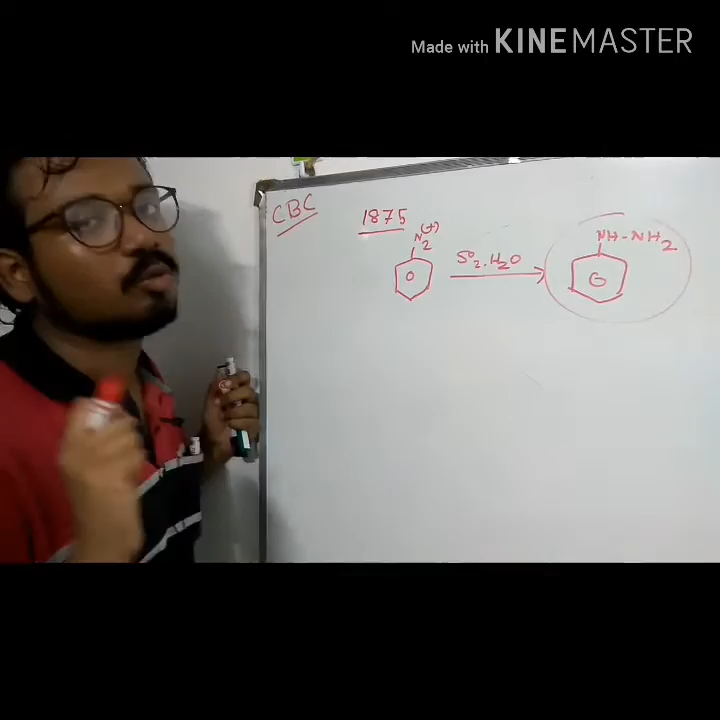 Made with KINEMASTER
CBC
1875
N2(+)
SO2.H2O
NH-NH2